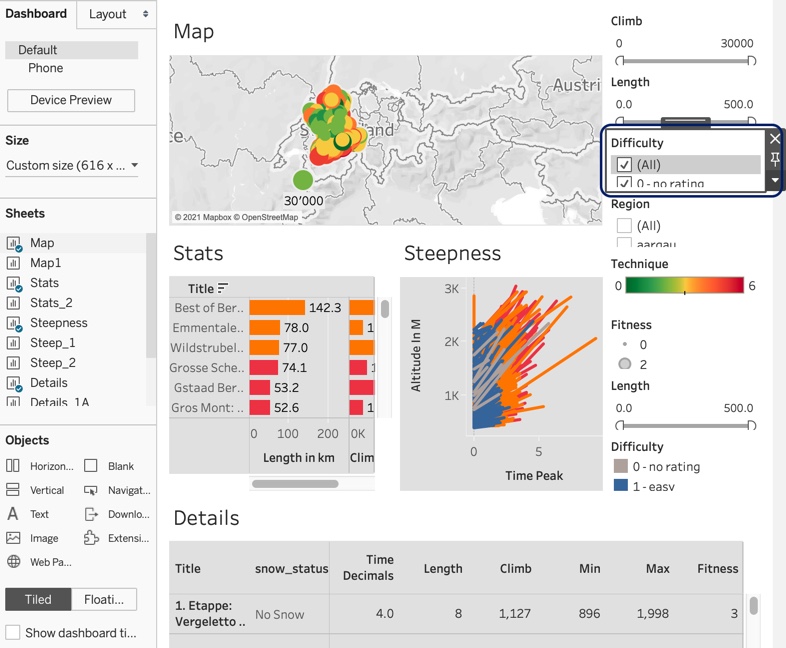 Dashboard
Layout
Default
Phone
Device Preview
Size
Custom size (616 x ...
Sheets
Map
Map1
Stats
Stats_2
Steepness
Steep_1
Steep_2
Details
Details_1A
Objects
Horizon...
Blank
Vertical
Navigat...
Text
Downlo...
Image
Extensi...
Web Pa...
Tiled
Floati...
Show dashboard ti...
Map
Austri
land
30'000
© 2021 Mapbox © OpenStreetMap
Stats
Title
Best of Ber.. 142.3
Emmentale.. 78.0 1
Wildstrubel.. 77.0
Grosse Sche.. 74.1 1
Gstaad Ber.. 53.2
Gros Mont: .. 52.6 1
0 100 200 0K
Length in km Clim
Steepness
Altitude In M
3K
2K
1K
0 5
Time Peak
Details
Title snow_status Time Decimals Length Climb Min Max Fitness
1. Etappe: Vergeletto .. No Snow 4.0 8 1,127 896 1,998 3
Climb
0 30000
Length
0.0 500.0
Difficulty
(All)
0 - no rating
Region
(All)
aargau
Technique
0 6
Fitness
0
2
Length
0.0 500.0
Difficulty
0 - no rating
1 - easy